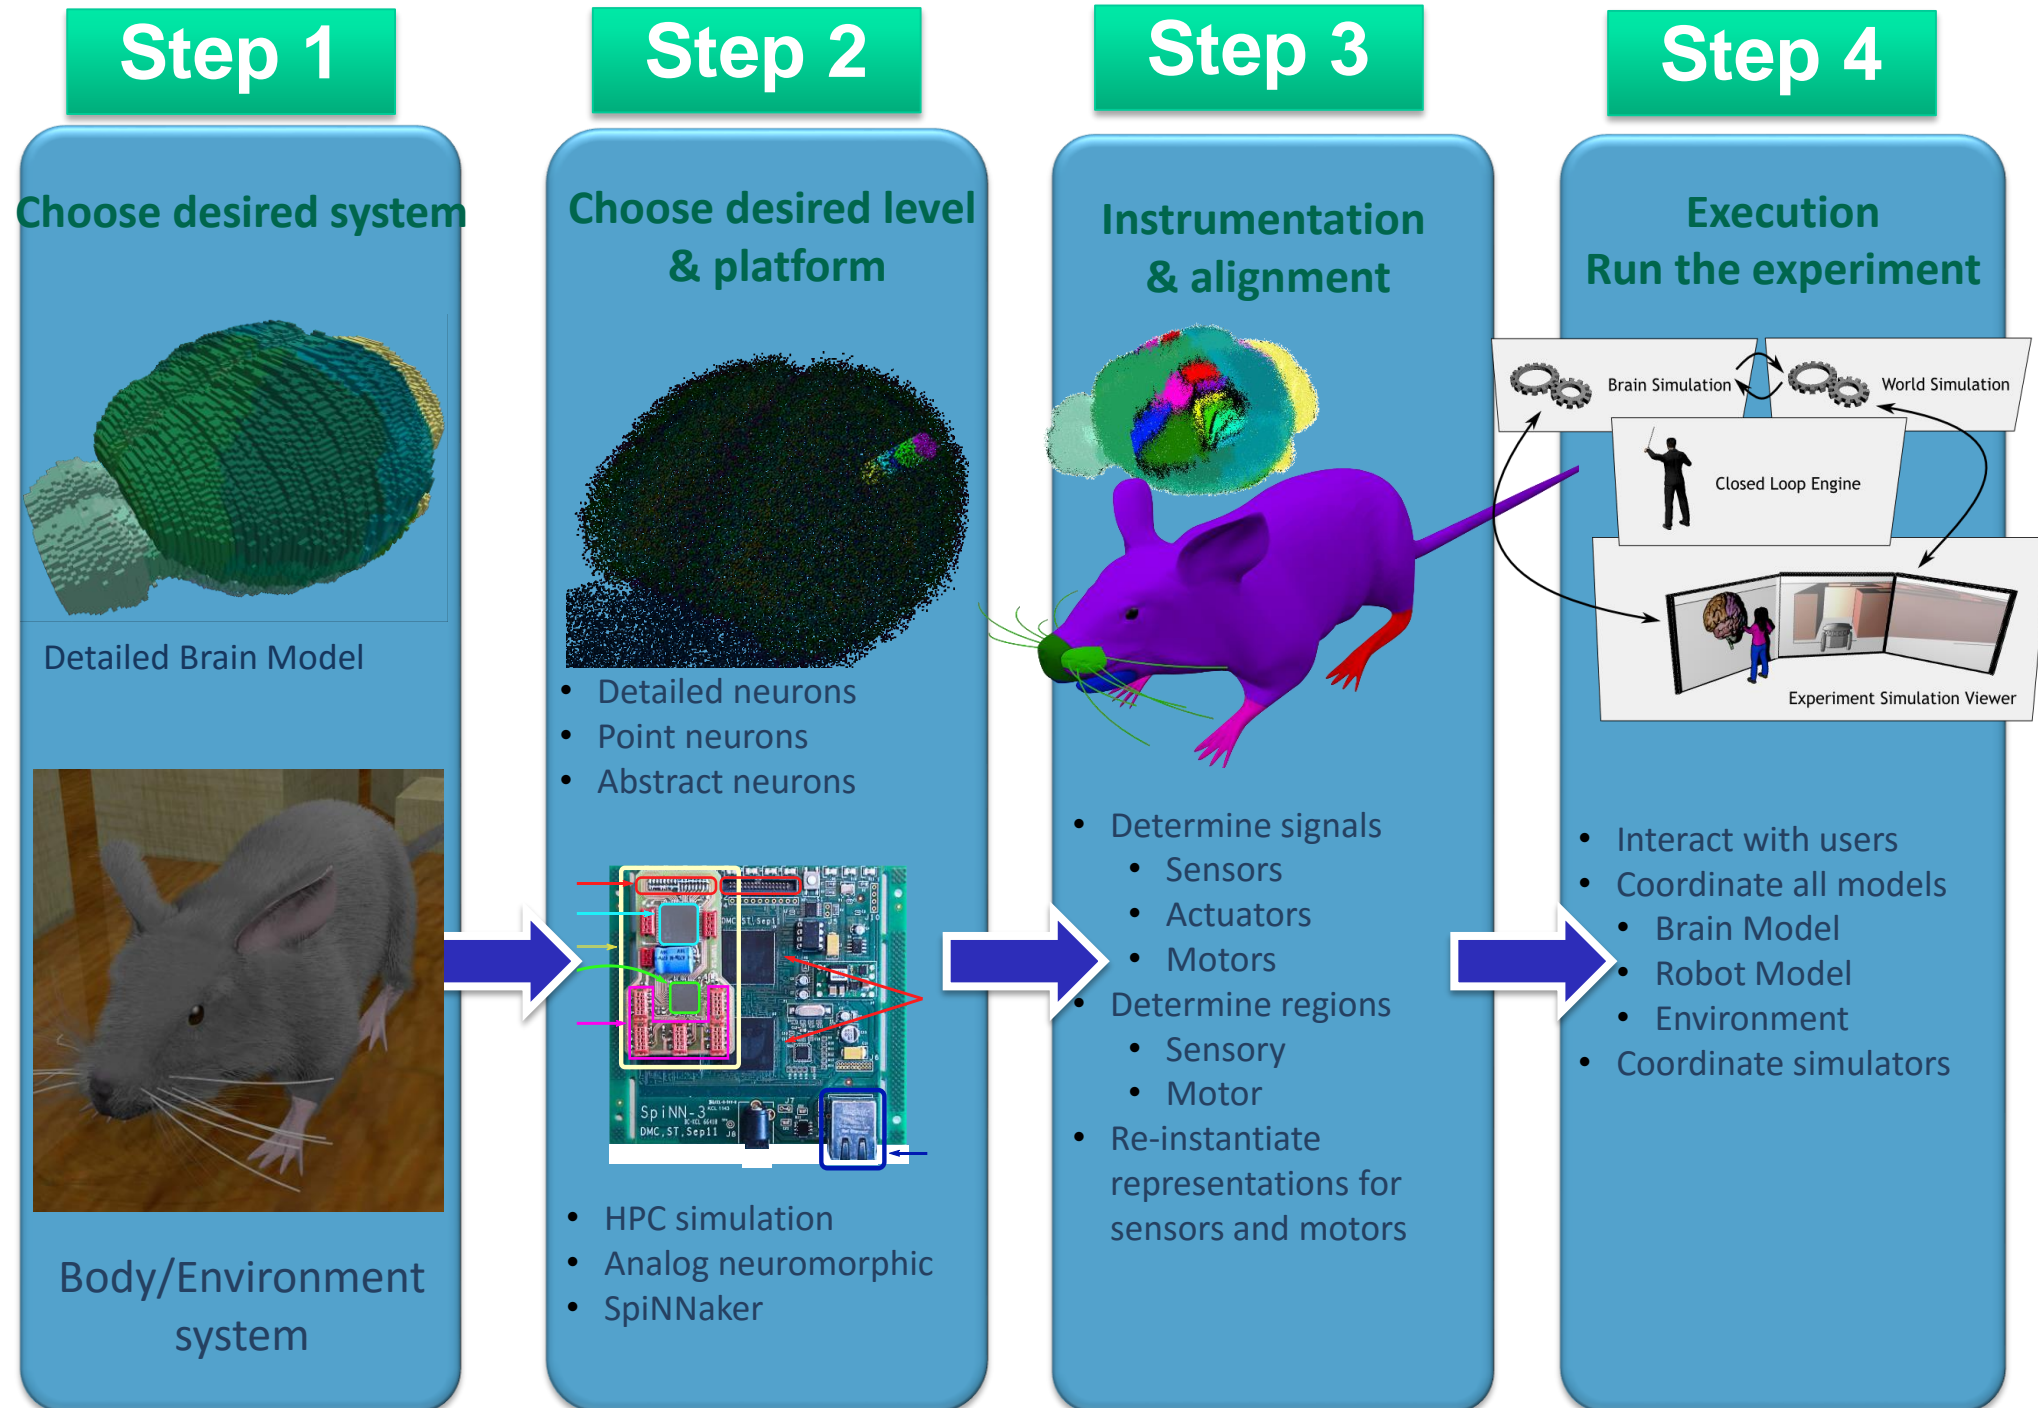 Step 1
Choose desired system
Detailed Brain Model
Body/Environment
system
Step 2
Choose desired level
& platform
• Detailed neurons
• Point neurons
• Abstract neurons
SpiNN-3
DMC,ST,Sep11
J7
J8
J6
• HPC simulation
• Analog neuromorphic
• SpiNNaker
Step 3
Instrumentation
& alignment
• Determine signals
• Sensors
• Actuators
• Motors
• Determine regions
• Sensory
• Motor
• Re-instantiate
representations for
sensors and motors
Step 4
Execution
Run the experiment
Brain Simulation
World Simulation
Closed Loop Engine
Experiment Simulation Viewer
• Interact with users
• Coordinate all models
• Brain Model
• Robot Model
• Environment
• Coordinate simulators